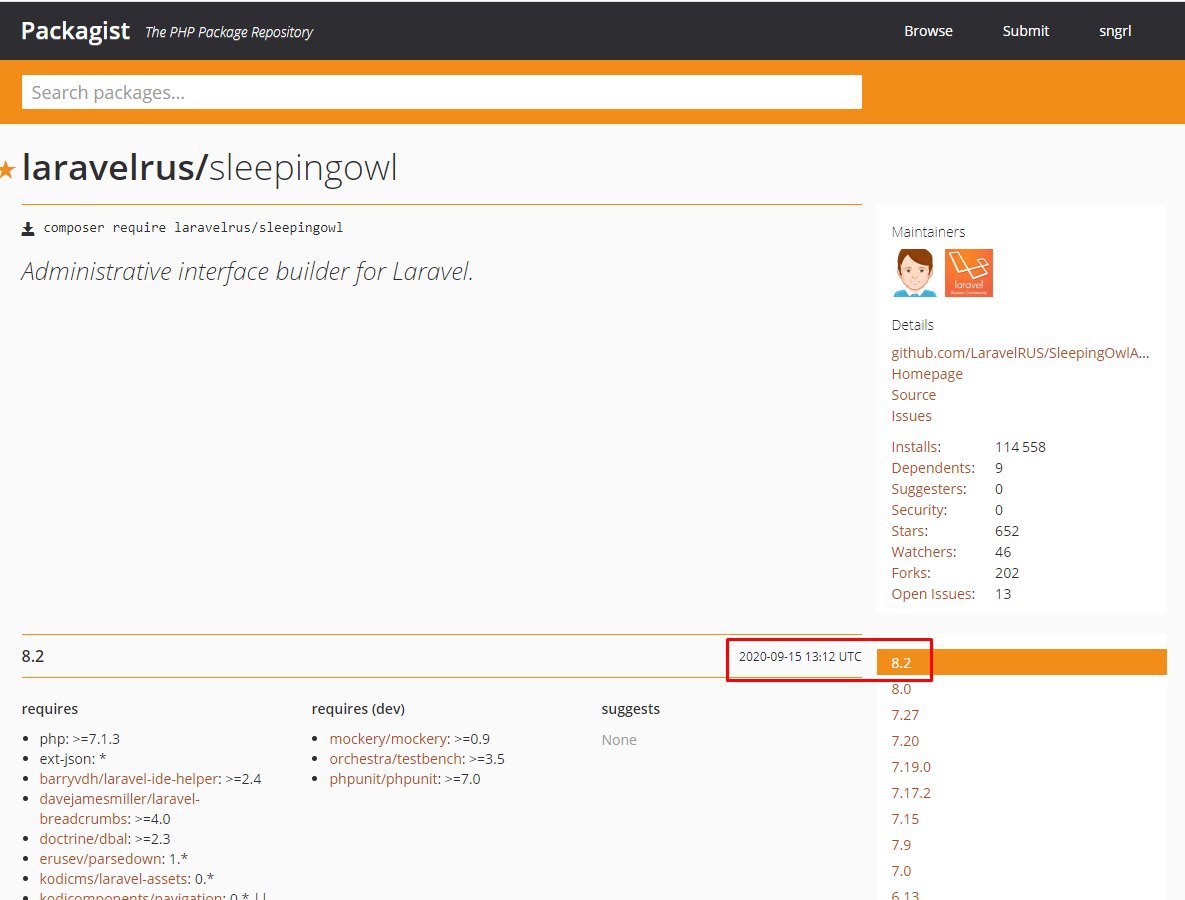 Packagist The PHP Package Repository Browse Submit sngrl
Search packages...
laravelrus/sleepingowl
composer require laravelrus/sleepingowl
Administrative interface builder for Laravel.
Maintainers
laravel
Details
github.com/LaravelRUS/SleepingOwlA...
Homepage
Source
Issues
Installs: 114 558
Dependents: 9
Suggesters: 0
Security: 0
Stars: 652
Watchers: 46
Forks: 202
Open Issues: 13
8.2 2020-09-15 13:12 UTC
requires
php: >=7.1.3
ext-json: *
barryvdh/laravel-ide-helper: >=2.4
davejamesmiller/laravel-
breadcrumbs: >=4.0
doctrine/dbal: >=2.3
erusev/parsedown: 1.*
kodicms/laravel-assets: 0.*
kodicomponents/navigation: 0.* ||
requires (dev)
mockery/mockery: >=0.9
orchestra/testbench: >=3.5
phpunit/phpunit: >=7.0
suggests
None
8.2
8.0
7.27
7.20
7.19.0
7.17.2
7.15
7.9
7.0
6.13